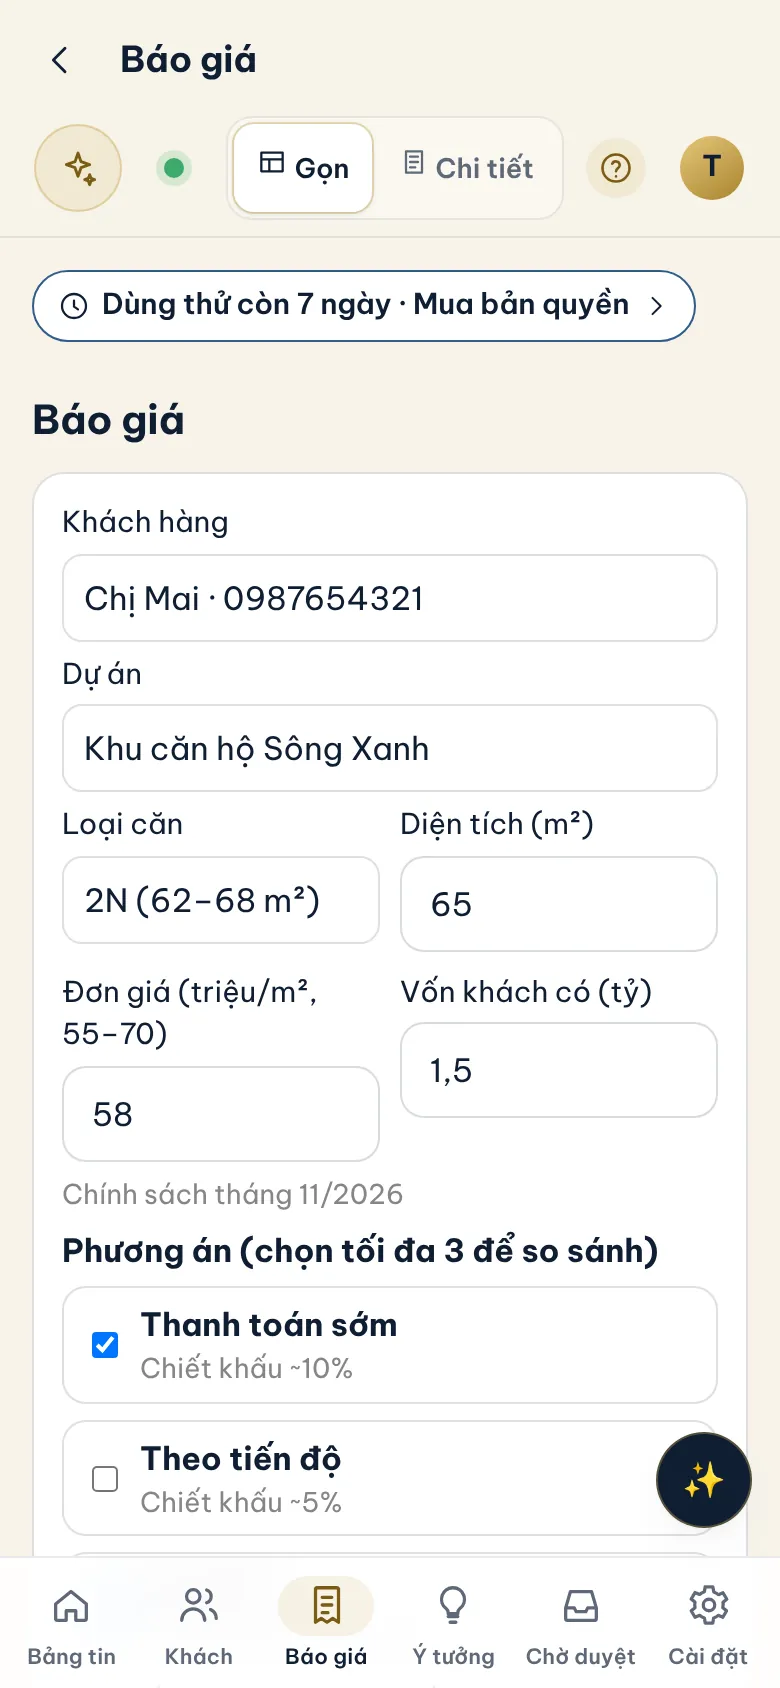 Báo giá
Gọn
Chi tiết
T
Dùng thử còn 7 ngày · Mua bản quyền
Báo giá
Khách hàng
Chị Mai · 0987654321
Dự án
Khu căn hộ Sông Xanh
Loại căn
Diện tích (m²)
2N (62–68 m²)
65
Đơn giá (triệu/m²,
55–70)
Vốn khách có (tỷ)
58
1,5
Chính sách tháng 11/2026
Phương án (chọn tối đa 3 để so sánh)
Thanh toán sớm
Chiết khấu ~10%
Theo tiến độ
Chiết khấu ~5%
Bảng tin
Khách
Báo giá
Ý tưởng
Chờ duyệt
Cài đặt